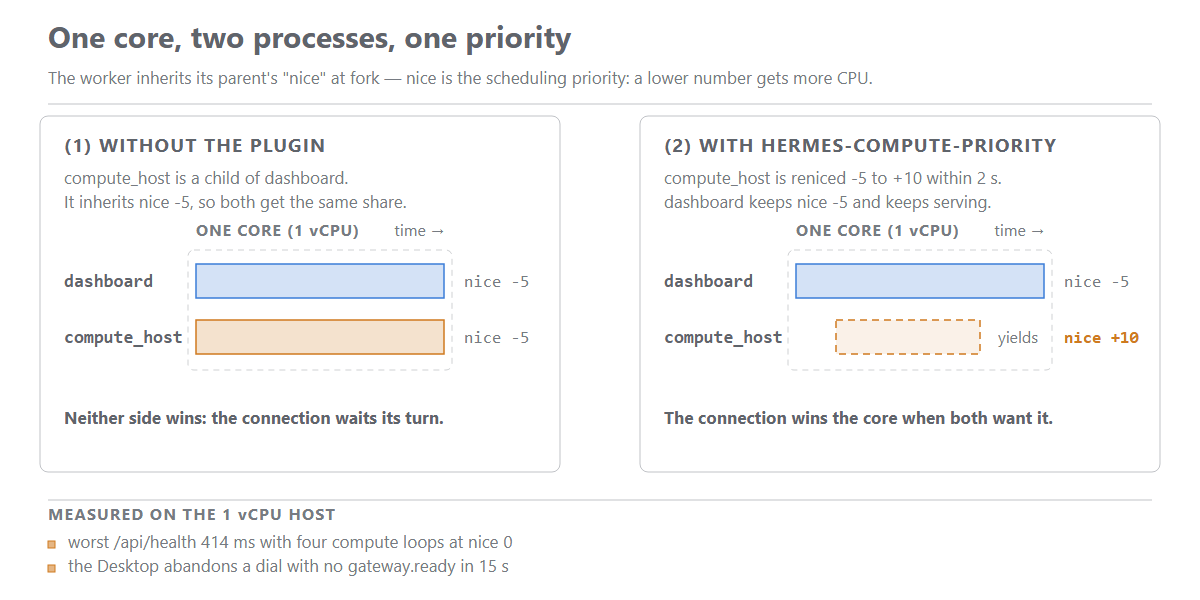 One core, two processes, one priority
The worker inherits its parent's "nice" at fork — nice is the scheduling priority: a lower number gets more CPU.
(1) WITHOUT THE PLUGIN
compute_host is a child of dashboard.
It inherits nice -5, so both get the same share.
ONE CORE (1 vCPU) time →
dashboard nice -5
compute_host nice -5
Neither side wins: the connection waits its turn.
(2) WITH HERMES-COMPUTE-PRIORITY
compute_host is reniced -5 to +10 within 2 s.
dashboard keeps nice -5 and keeps serving.
ONE CORE (1 vCPU) time →
dashboard nice -5
compute_host yields nice +10
The connection wins the core when both want it.
MEASURED ON THE 1 vCPU HOST
worst /api/health 414 ms with four compute loops at nice 0
the Desktop abandons a dial with no gateway.ready in 15 s